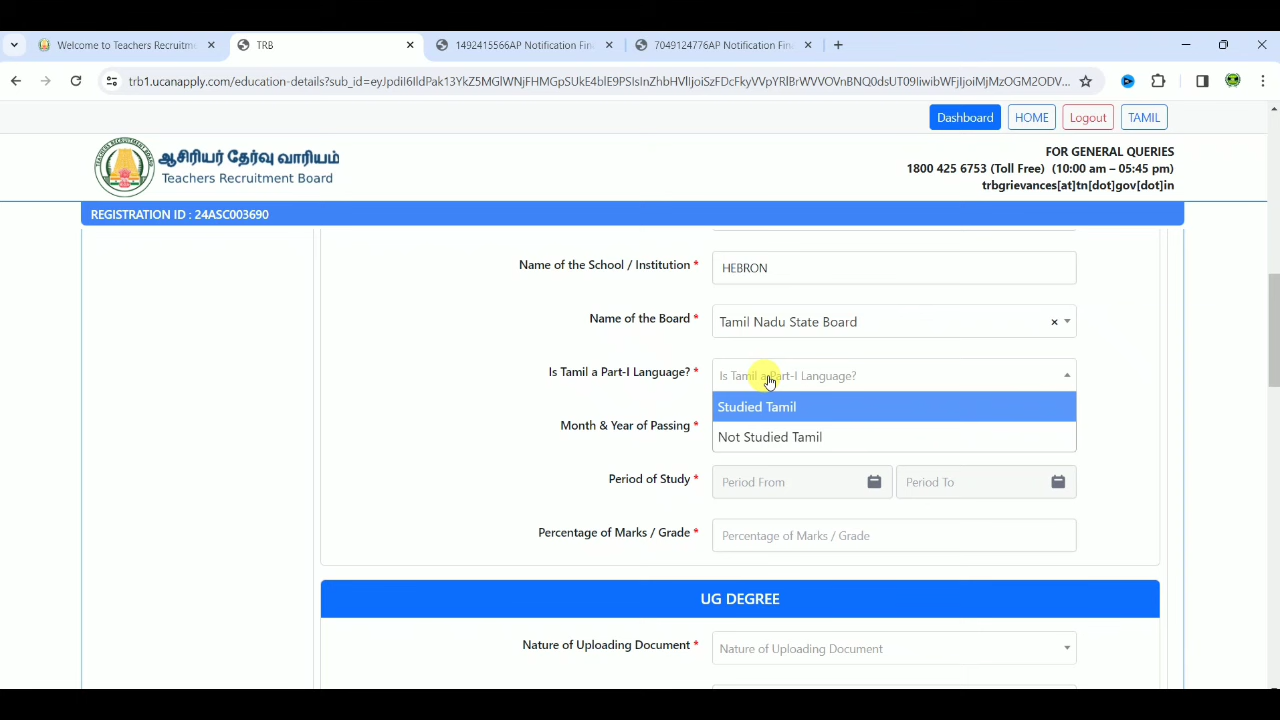 Welcome to Teachers Recruitm
TRB
1492415566AP Notification Fin
7049124776AP Notification Fina
trb1.ucanapply.com/education-details?sub_id=
Dashboard
HOME
Logout
TAMIL
ஆசிரியர் தேர்வு வாரியம்
Teachers Recruitment Board
FOR GENERAL QUERIES
1800 425 6753 (Toll Free) (10:00 am – 05:45 pm)
trbgrievances[at]tn[dot]gov[dot]in
REGISTRATION ID : 24ASC003690
Name of the School / Institution *
HEBRON
Name of the Board *
Tamil Nadu State Board
Is Tamil a Part-I Language? *
Is Tamil a Part-I Language?
Studied Tamil
Not Studied Tamil
Month & Year of Passing *
Period of Study *
Period From
Period To
Percentage of Marks / Grade *
Percentage of Marks / Grade
UG DEGREE
Nature of Uploading Document *
Nature of Uploading Document